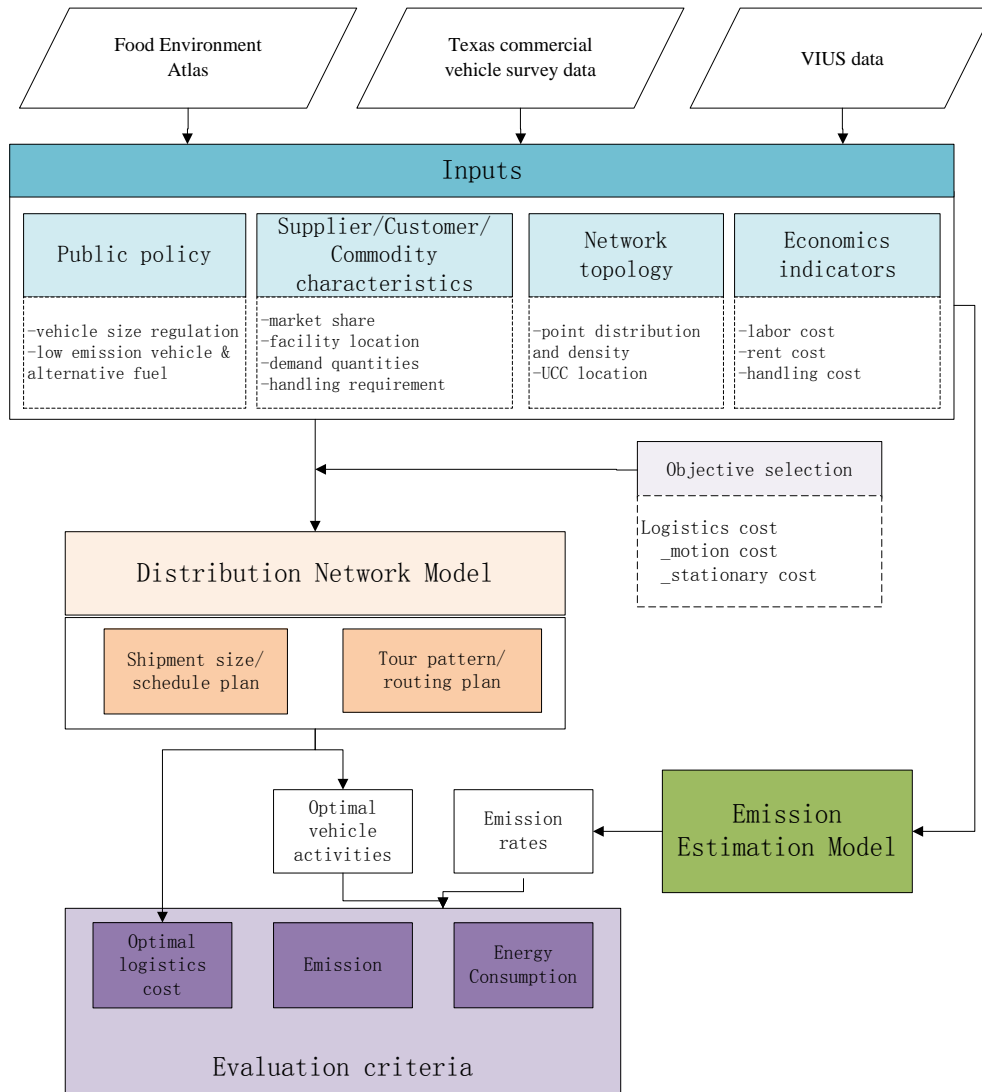 Food Environment
Atlas
Texas commercial
vehicle survey data
VIUS data
Inputs
Public policy
-vehicle size regulation
-low emission vehicle &
alternative fuel
Supplier/Customer/
Commodity
characteristics
-market share
-facility location
-demand quantities
-handling requirement
Network
topology
-point distribution
and density
-UCC location
Economics
indicators
-labor cost
-rent cost
-handling cost
Objective selection
Logistics cost
_motion cost
_stationary cost
Distribution Network Model
Shipment size/
schedule plan
Tour pattern/
routing plan
Optimal
vehicle
activities
Emission
rates
Emission
Estimation Model
Optimal
logistics
cost
Emission
Energy
Consumption
Evaluation criteria